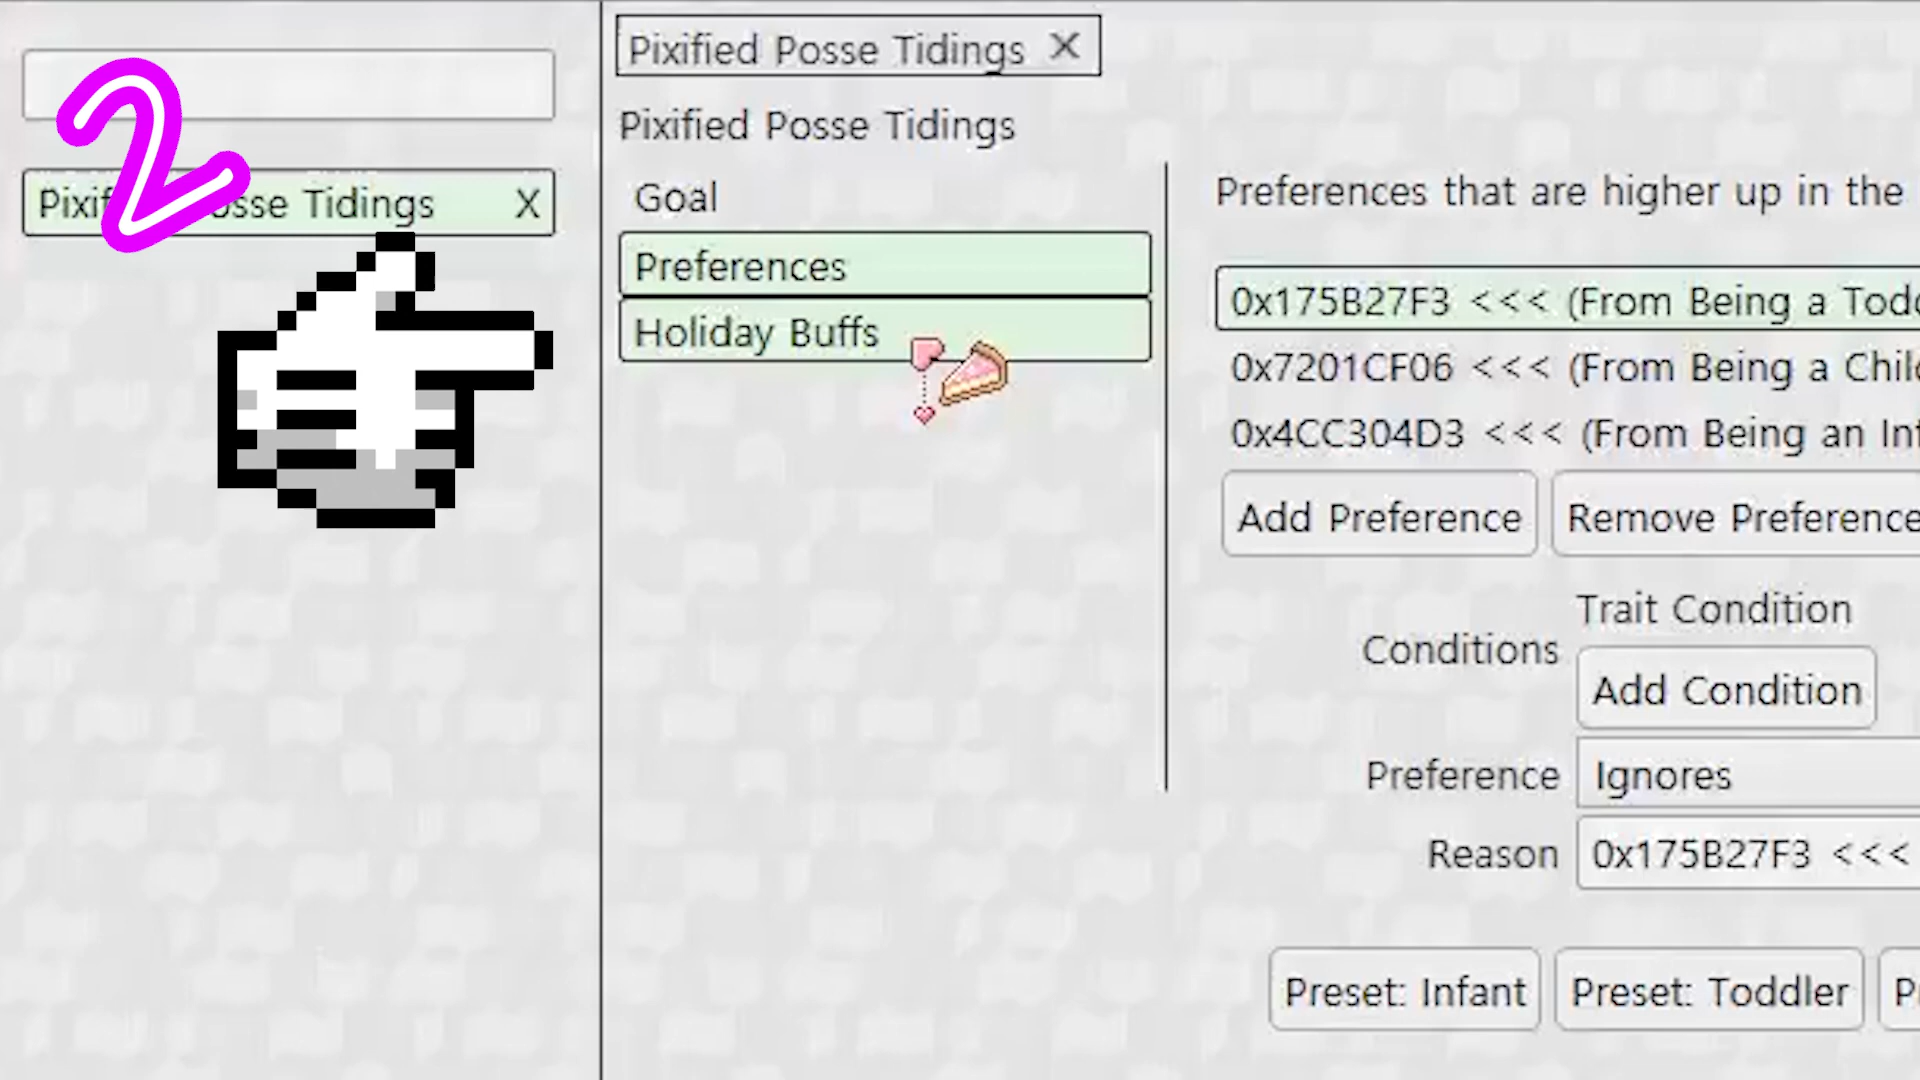 2
Pixified Posse Tidings X
Pixified Posse Tidings X
Pixified Posse Tidings
Goal
Preferences
Holiday Buffs
Preferences that are higher up in the
0x175B27F3 <<< (From Being a
0x7201CF06 <<< (From Being a
0x4CC304D3 <<< (From Being an
Add Preference
Remove Preference
Conditions
Trait Condition
Add Condition
Preference
Ignores
Reason
0x175B27F3 <<<
Preset: Infant
Preset: Toddler